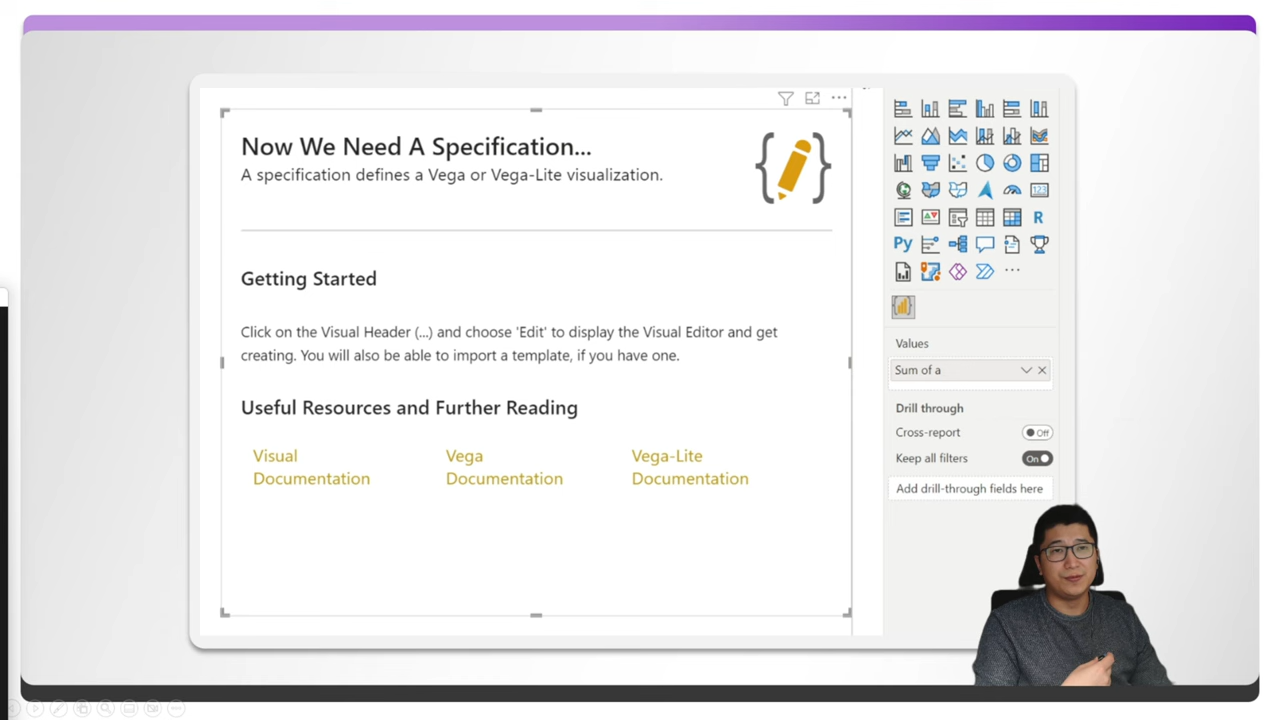 Now We Need A Specification...
A specification defines a Vega or Vega-Lite visualization.
Getting Started
Click on the Visual Header (...) and choose 'Edit' to display the Visual Editor and get
creating. You will also be able to import a template, if you have one.
Useful Resources and Further Reading
Visual
Documentation
Vega
Documentation
Vega-Lite
Documentation
123
R
Py
Values
Sum of a
Drill through
Cross-report
Off
Keep all filters
On
Add drill-through fields here